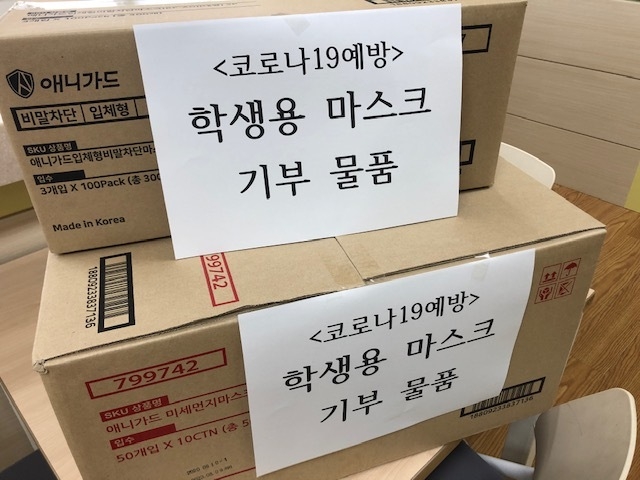 애니가드
비말차단 입체형
SKU 상품명
애니가드입체형비말차단마
입수
3개입 X 100Pack (총 300
Made in Korea
<코로나19예방>
학생용 마스크
기부 물품
18809233837136
799742
799742
SKU 상품명
애니가드 미세먼지마스
입수
50개입 X 10CTN (총 5
<코로나19예방>
학생용 마스크
기부 물품
18809233837136